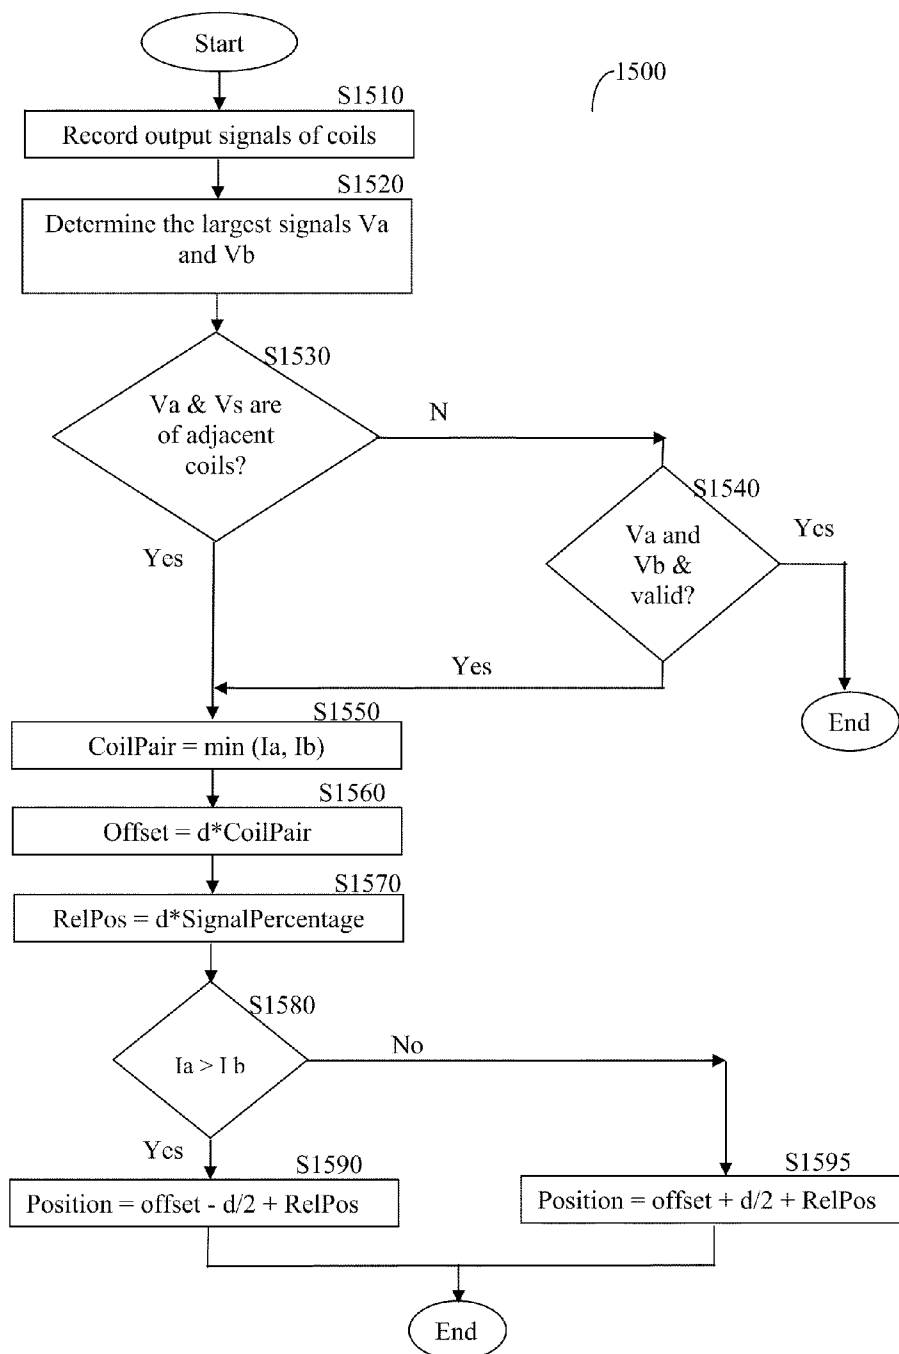 Start
1500
S1510
Record output signals of coils
S1520
Determine the largest signals Va
and Vb
S1530
Va & Vs are
of adjacent
coils?
N
S1540
Va and
Vb &
valid?
Yes
Yes
Yes
End
S1550
CoilPair = min (Ia, Ib)
S1560
Offset = d*CoilPair
S1570
RelPos = d*SignalPercentage
S1580
Ia > I b
No
Yes
S1590
Position = offset - d/2 + RelPos
S1595
Position = offset + d/2 + RelPos
End